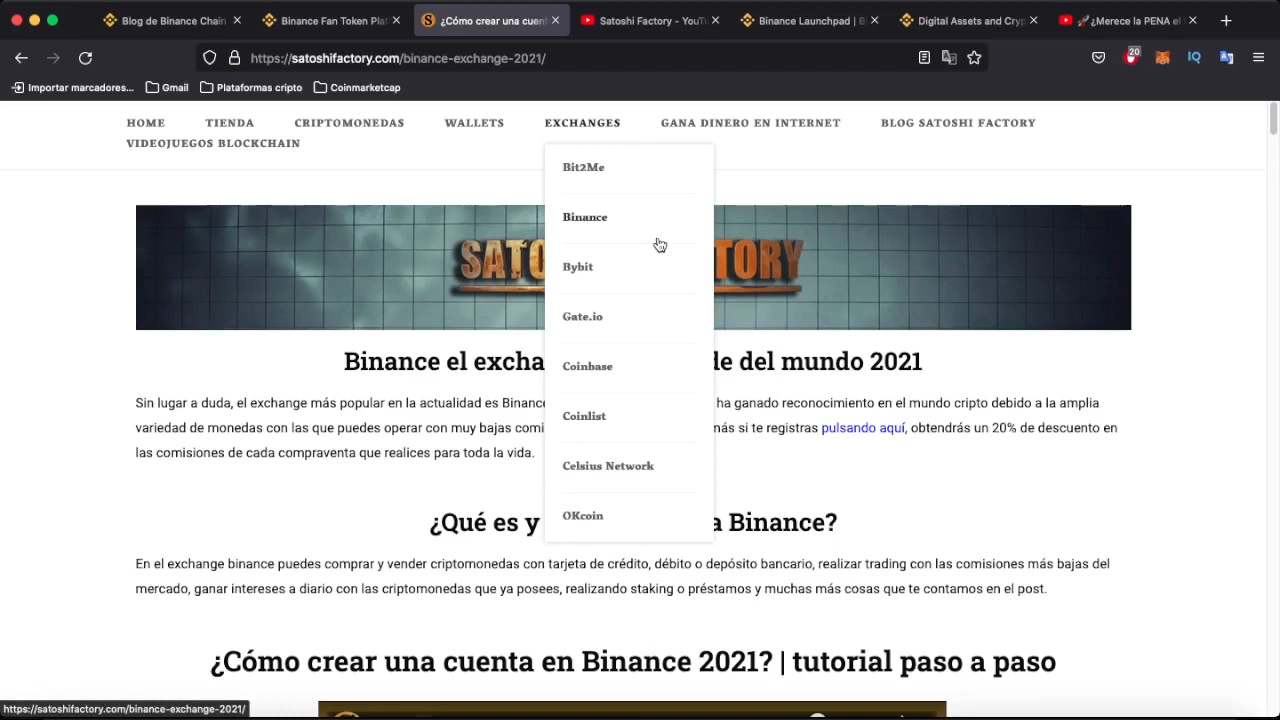 Blog de Binance Chain
Binance Fan Token Plat
¿Cómo crear una cuent
Satoshi Factory - YouTu
Binance Launchpad | B
Digital Assets and Cryp
¿Merece la PENA el
https://satoshifactory.com/binance-exchange-2021/
20
IQ
Importar marcadores...
Gmail
Plataformas cripto
Coinmarketcap
HOME
TIENDA
CRIPTOMONEDAS
WALLETS
EXCHANGES
GANA DINERO EN INTERNET
BLOG SATOSHI FACTORY
VIDEOJUEGOS BLOCKCHAIN
Bit2Me
Binance
Bybit
Gate.io
Coinbase
Coinlist
Celsius Network
OKcoin
SATO ORY
Binance el excha de del mundo 2021
Sin lugar a duda, el exchange más popular en la actualidad es Binance ha ganado reconocimiento en el mundo cripto debido a la amplia
variedad de monedas con las que puedes operar con muy bajas comi más si te registras pulsando aquí, obtendrás un 20% de descuento en
las comisiones de cada compraventa que realices para toda la vida.
¿Qué es y a Binance?
En el exchange binance puedes comprar y vender criptomonedas con tarjeta de crédito, débito o depósito bancario, realizar trading con las comisiones más bajas del
mercado, ganar intereses a diario con las criptomonedas que ya posees, realizando staking o préstamos y muchas más cosas que te contamos en el post.
¿Cómo crear una cuenta en Binance 2021? | tutorial paso a paso
https://satoshifactory.com/binance-exchange-2021/